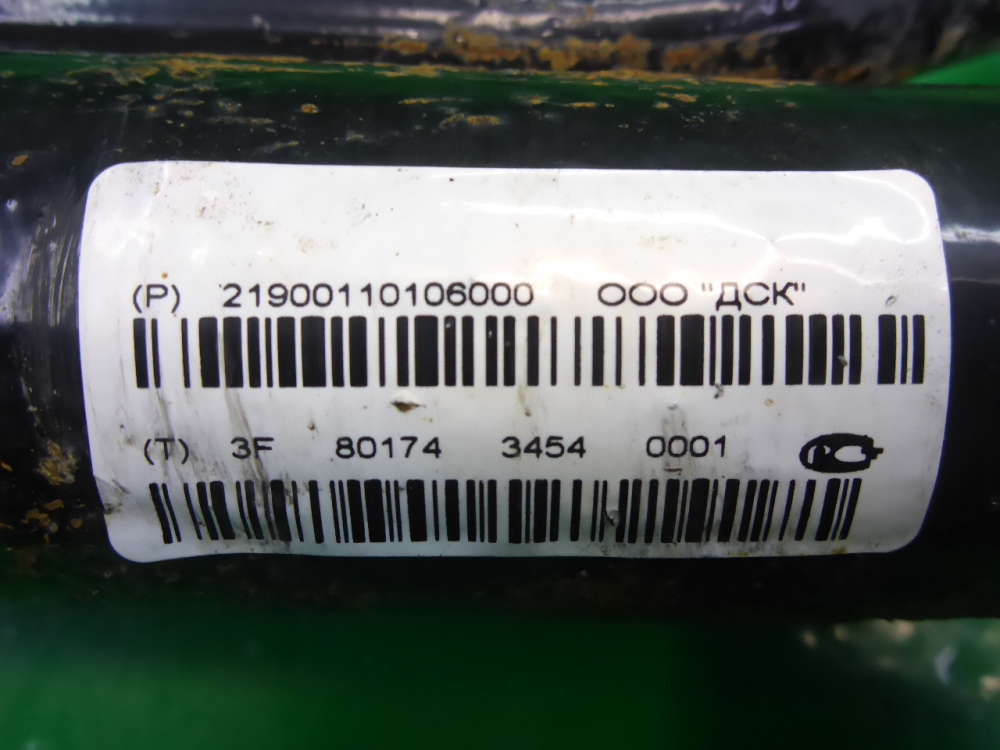 (P) 21900110106000 ООО "ДСК"
(T) 3F 80174 3454 0001